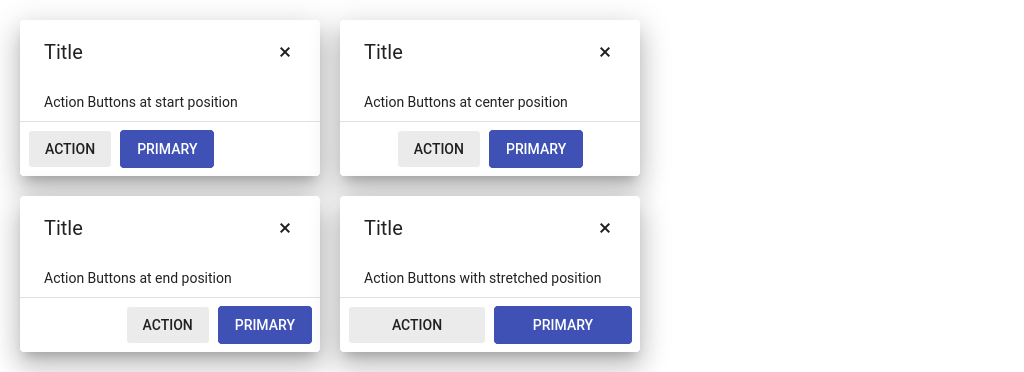 Title ×
Action Buttons at start position
ACTION PRIMARY
Title ×
Action Buttons at center position
ACTION PRIMARY
Title ×
Action Buttons at end position
ACTION PRIMARY
Title ×
Action Buttons with stretched position
ACTION PRIMARY